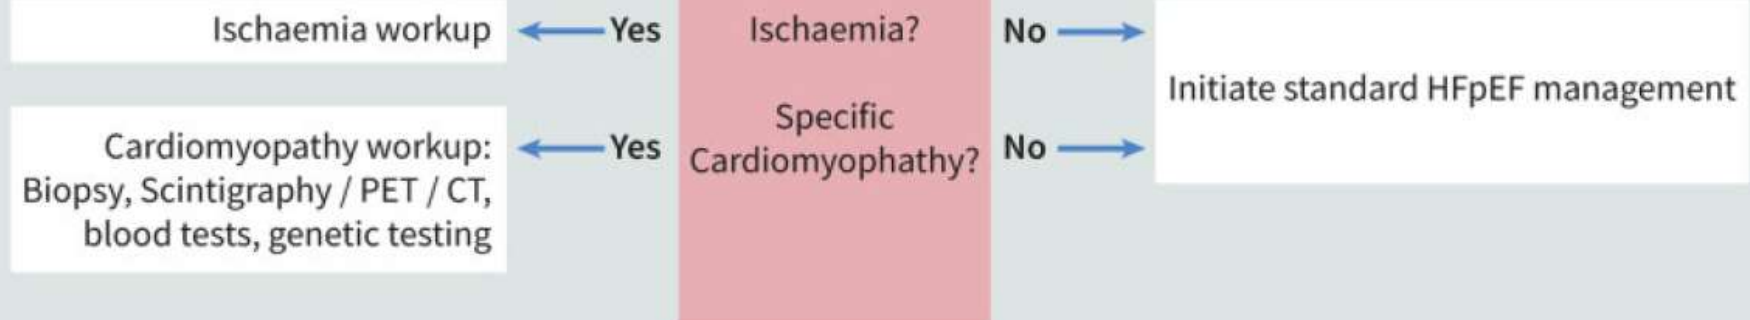 Ischaemia workup
Yes
Ischaemia?
No
Initiate standard HFpEF management
Cardiomyopathy workup:
Biopsy, Scintigraphy / PET / CT,
blood tests, genetic testing
Yes
Specific
Cardiomyophathy?
No